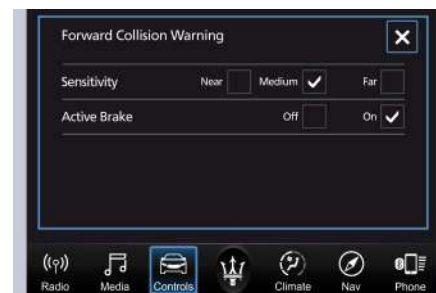 Forward Collision Warning
Sensitivity Near Medium Far
Active Brake Off On
Radio Media Controls Climate Nav Phone